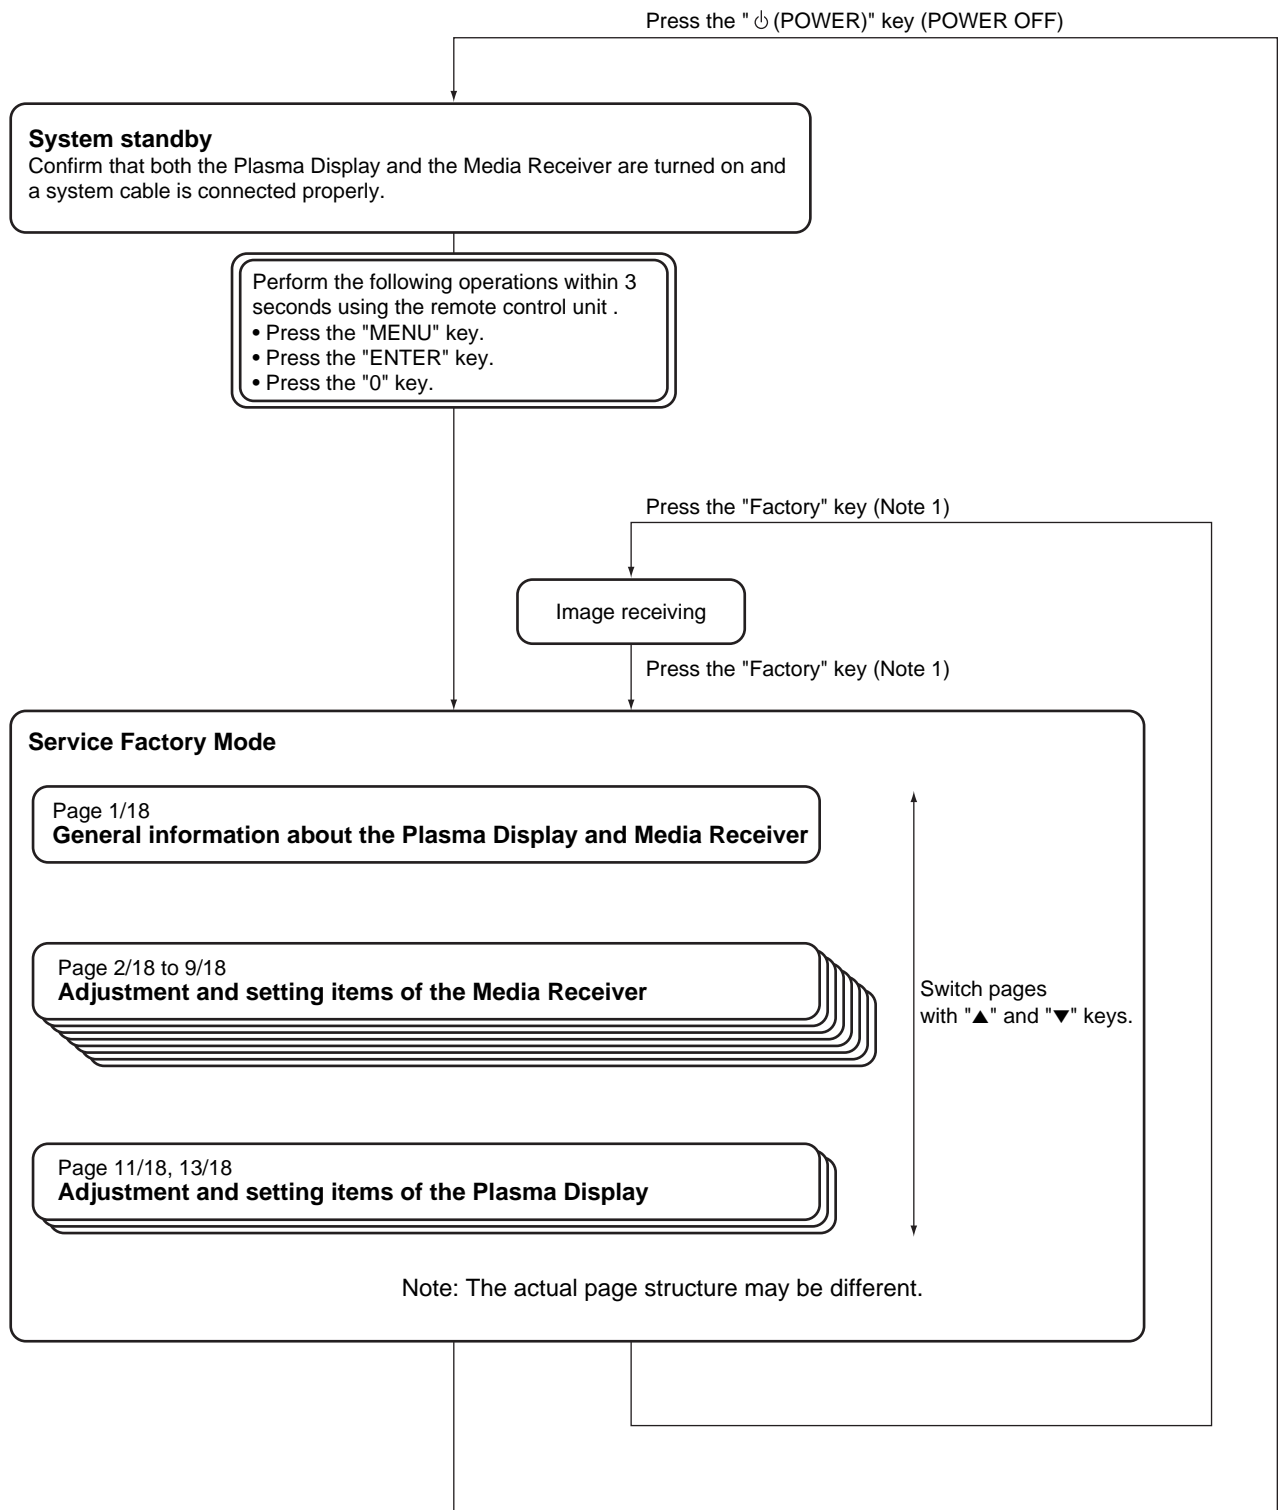 Press the "⏻(POWER)" key (POWER OFF)
System standby
Confirm that both the Plasma Display and the Media Receiver are turned on and
a system cable is connected properly.
Perform the following operations within 3
seconds using the remote control unit .
• Press the "MENU" key.
• Press the "ENTER" key.
• Press the "0" key.
Press the "Factory" key (Note 1)
Image receiving
Press the "Factory" key (Note 1)
Service Factory Mode
Page 1/18
General information about the Plasma Display and Media Receiver
Page 2/18 to 9/18
Adjustment and setting items of the Media Receiver
Switch pages
with "▲" and "▼" keys.
Page 11/18, 13/18
Adjustment and setting items of the Plasma Display
Note: The actual page structure may be different.